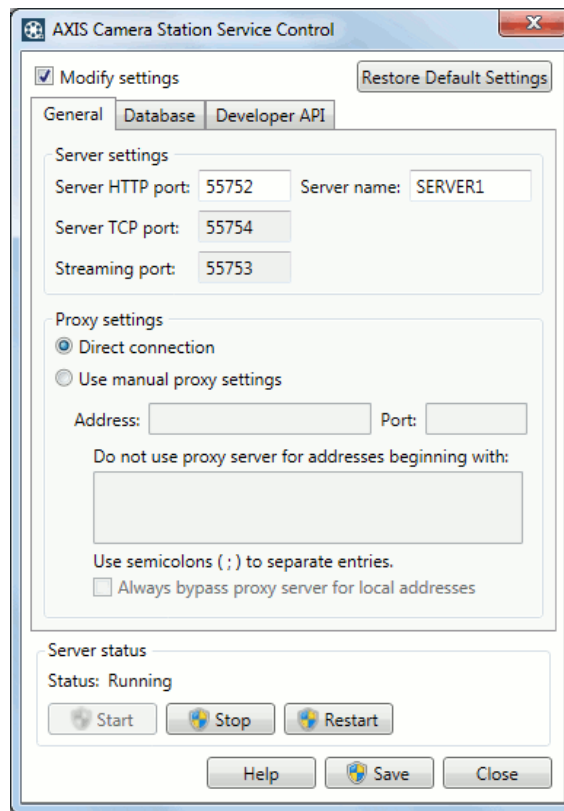 AXIS Camera Station Service Control
Modify settings
Restore Default Settings
General Database Developer API
Server settings
Server HTTP port: 55752 Server name: SERVER1
Server TCP port: 55754
Streaming port: 55753
Proxy settings
Direct connection
Use manual proxy settings
Address: Port:
Do not use proxy server for addresses beginning with:
Use semicolons ( ; ) to separate entries.
Always bypass proxy server for local addresses
Server status
Status: Running
Start Stop Restart
Help Save Close